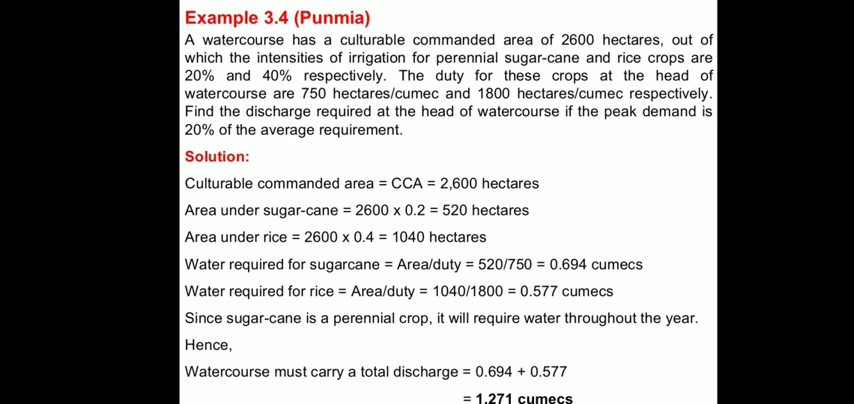 Example 3.4 (Punmia)
A watercourse has a culturable commanded area of 2600 hectares, out of
which the intensities of irrigation for perennial sugar-cane and rice crops are
20% and 40% respectively. The duty for these crops at the head of
watercourse are 750 hectares/cumec and 1800 hectares/cumec respectively.
Find the discharge required at the head of watercourse if the peak demand is
20% of the average requirement.
Solution:
Culturable commanded area = CCA = 2,600 hectares
Area under sugar-cane = 2600 x 0.2 = 520 hectares
Area under rice = 2600 x 0.4 = 1040 hectares
Water required for sugarcane = Area/duty = 520/750 = 0.694 cumecs
Water required for rice = Area/duty = 1040/1800 = 0.577 cumecs
Since sugar-cane is a perennial crop, it will require water throughout the year.
Hence,
Watercourse must carry a total discharge = 0.694 + 0.577
= 1.271 cumecs